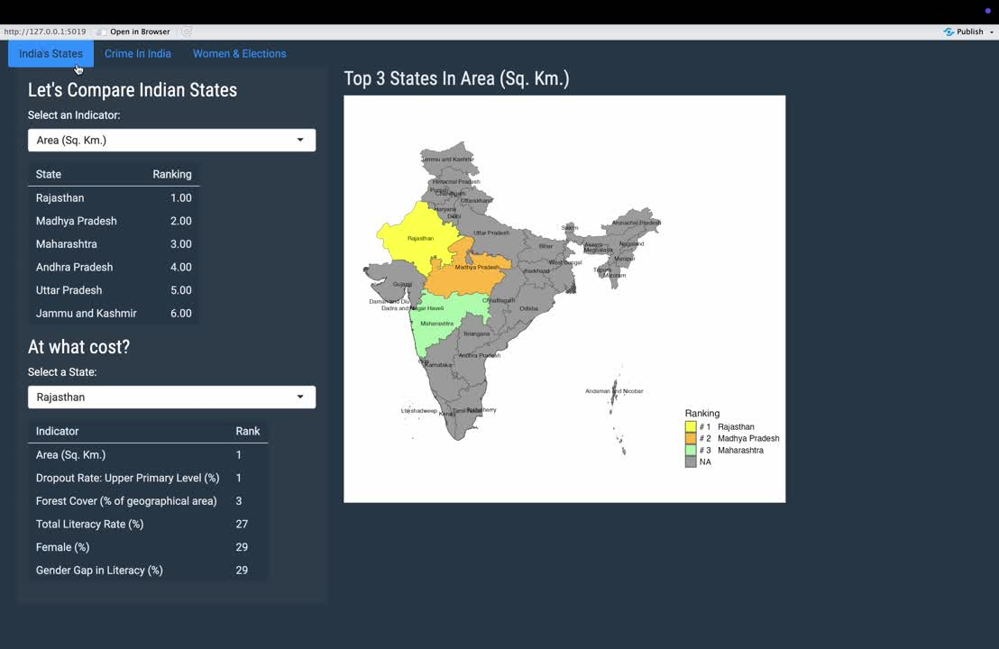 http://127.0.0.1:5019 Open in Browser Publish
India's States Crime In India Women & Elections
Let's Compare Indian States
Select an Indicator:
Area (Sq. Km.)
State Ranking
Rajasthan 1.00
Madhya Pradesh 2.00
Maharashtra 3.00
Andhra Pradesh 4.00
Uttar Pradesh 5.00
Jammu and Kashmir 6.00
At what cost?
Select a State:
Rajasthan
Indicator Rank
Area (Sq. Km.) 1
Dropout Rate: Upper Primary Level (%) 1
Forest Cover (% of geographical area) 3
Total Literacy Rate (%) 27
Female (%) 29
Gender Gap in Literacy (%) 29
Top 3 States In Area (Sq. Km.)
Jammu and Kashmir
Himachal Pradesh
Chandigarh
Uttarakhand
Haryana
Delhi
Arunachal Pradesh
Sikkim
Uttar Pradesh
Rajasthan
Assam
Nagaland
Bihar
Meghalaya
Manipur
West Bengal
Madhya Pradesh
Jharkhand
Tripura
Mizoram
Gujarat
Daman and Diu
Chhattisgarh
Dadra and Nagar Haveli
Odisha
Maharashtra
Telangana
Andhra Pradesh
Goa
Karnataka
Andaman and Nicobar
Lakshadweep
Kerala
Tamil Nadu
Ranking
# 1 Rajasthan
# 2 Madhya Pradesh
# 3 Maharashtra
NA